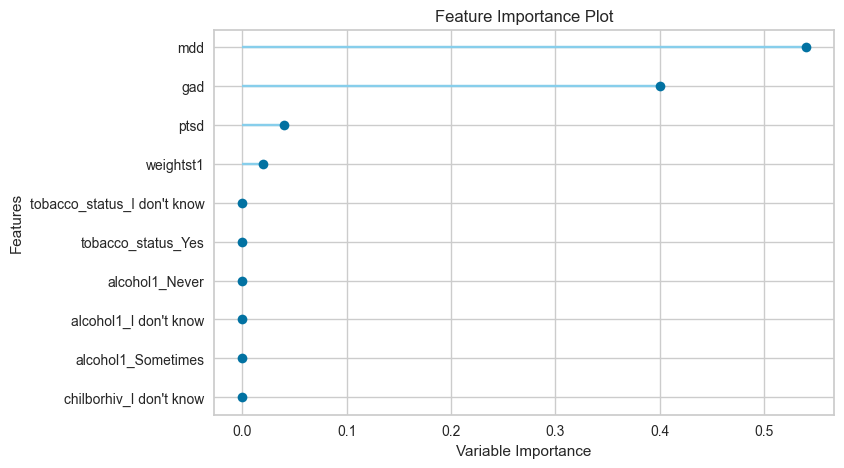 Feature Importance Plot
mdd
gad
ptsd
weightst1
tobacco_status_I don't know
tobacco_status_Yes
alcohol1_Never
alcohol1_I don't know
alcohol1_Sometimes
chilborhiv_I don't know
Features
0.0 0.1 0.2 0.3 0.4 0.5
Variable Importance